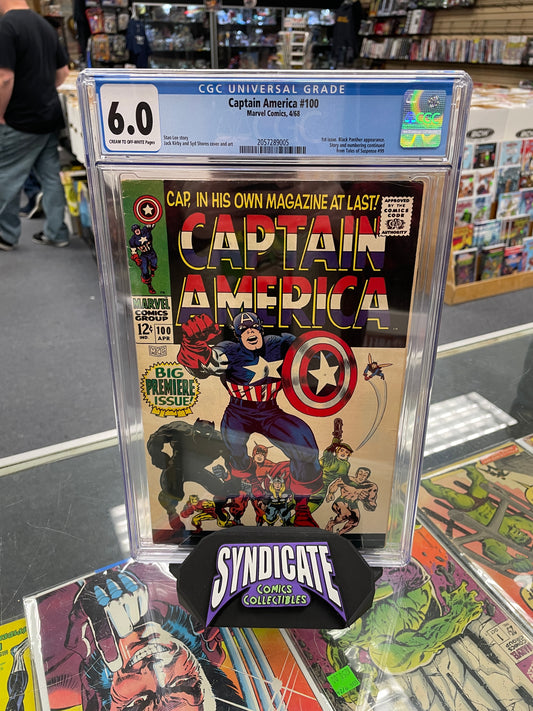 CGC UNIVERSAL GRADE
6.0
CREAM TO OFF-WHITE Pages
Captain America #100
Marvel Comics, 4/68
Stan Lee story
Jack Kirby and Syd Shores cover and art
2057289005
1st issue. Black Panther appearance.
Story and numbering continued
from Tales of Suspense #99.
CGC
CAP. IN HIS OWN MAGAZINE AT LAST!
APPROVED
BY THE
COMICS
CODE
AUTHORITY
CAPTAIN
AMERICA
MARVEL
COMICS
GROUP
12¢
IND.
100
APR
BIG
PREMIERE
ISSUE!
SYNDICATE
COMICS
COLLECTIBLES